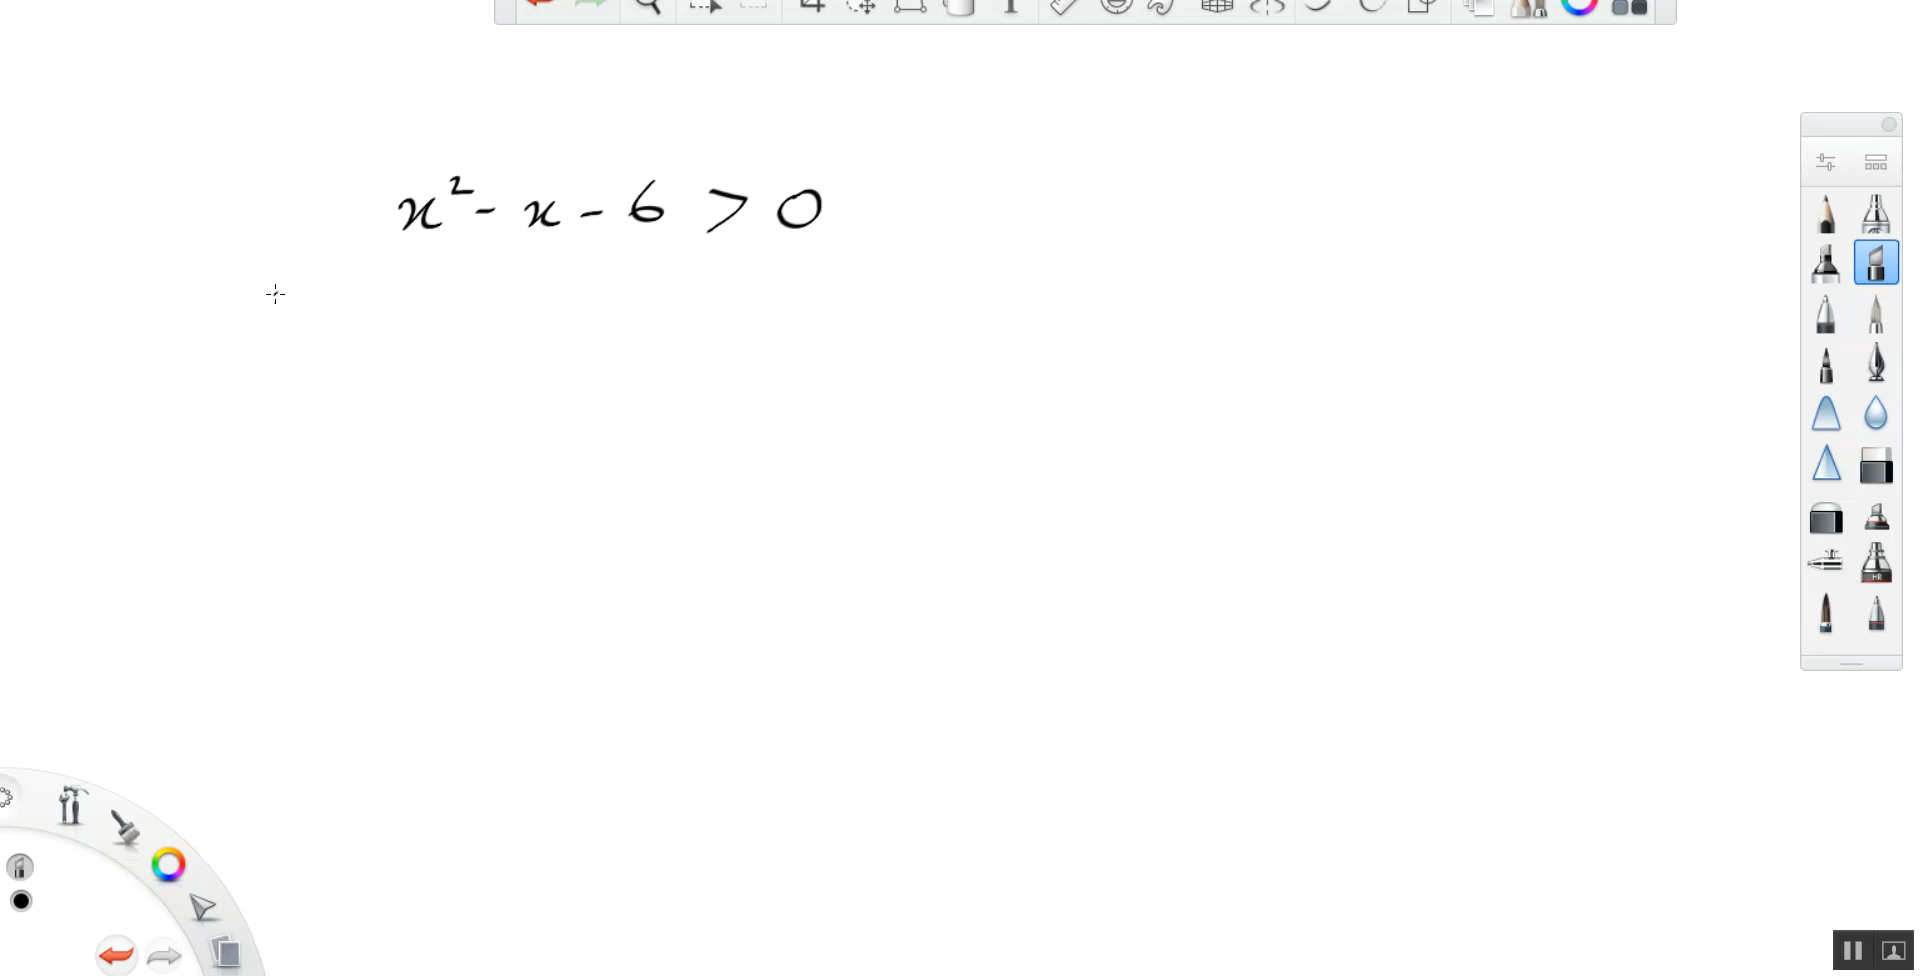 x² - x - 6 > 0